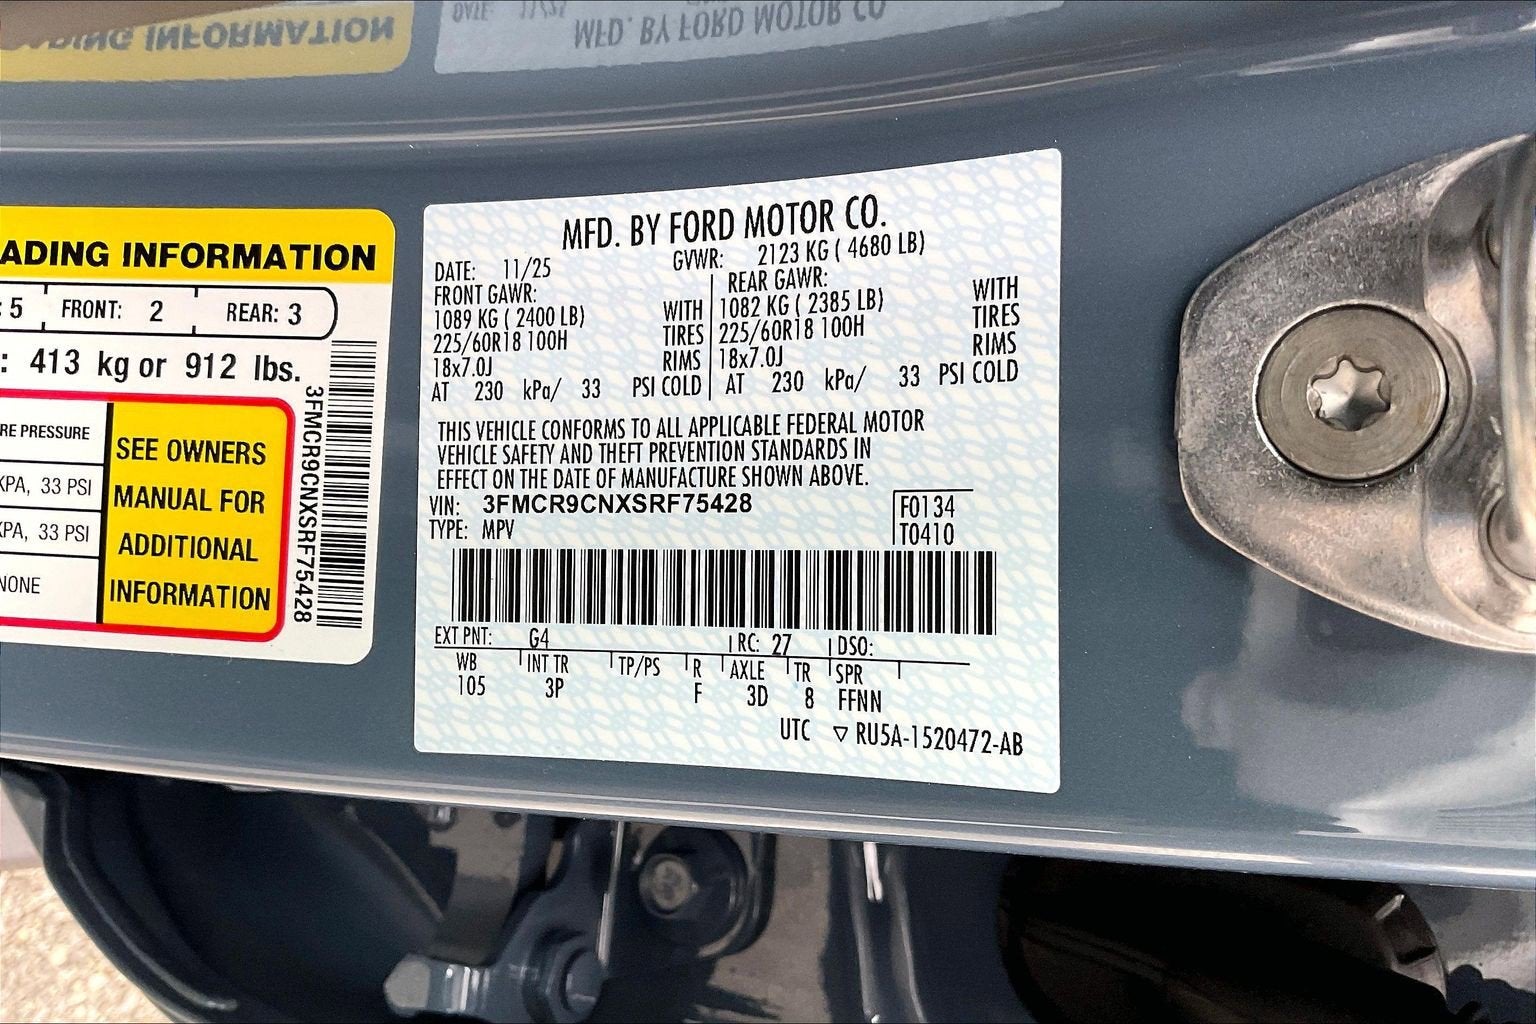 MFD. BY FORD MOTOR CO
DATE: 11/25
ADING INFORMATION
ADING INFORMATION
: 5 FRONT: 2 REAR: 3
: 413 kg or 912 lbs.
RE PRESSURE
KPA, 33 PSI
KPA, 33 PSI
NONE
SEE OWNERS
MANUAL FOR
ADDITIONAL
INFORMATION
3FMCR9CNXSRF75428
MFD. BY FORD MOTOR CO.
DATE: 11/25 GVWR: 2123 KG ( 4680 LB)
FRONT GAWR: REAR GAWR:
1089 KG ( 2400 LB) WITH 1082 KG ( 2385 LB) WITH
225/60R18 100H TIRES 225/60R18 100H TIRES
18x7.0J RIMS 18x7.0J RIMS
AT 230 kPa/ 33 PSI COLD AT 230 kPa/ 33 PSI COLD
THIS VEHICLE CONFORMS TO ALL APPLICABLE FEDERAL MOTOR
VEHICLE SAFETY AND THEFT PREVENTION STANDARDS IN
EFFECT ON THE DATE OF MANUFACTURE SHOWN ABOVE.
VIN: 3FMCR9CNXSRF75428 F0134
TYPE: MPV T0410
EXT PNT: G4 RC: 27 DSO:
WB INT TR TP/PS R AXLE TR SPR
105 3P F 3D 8 FFNN
UTC ▽ RU5A-1520472-AB